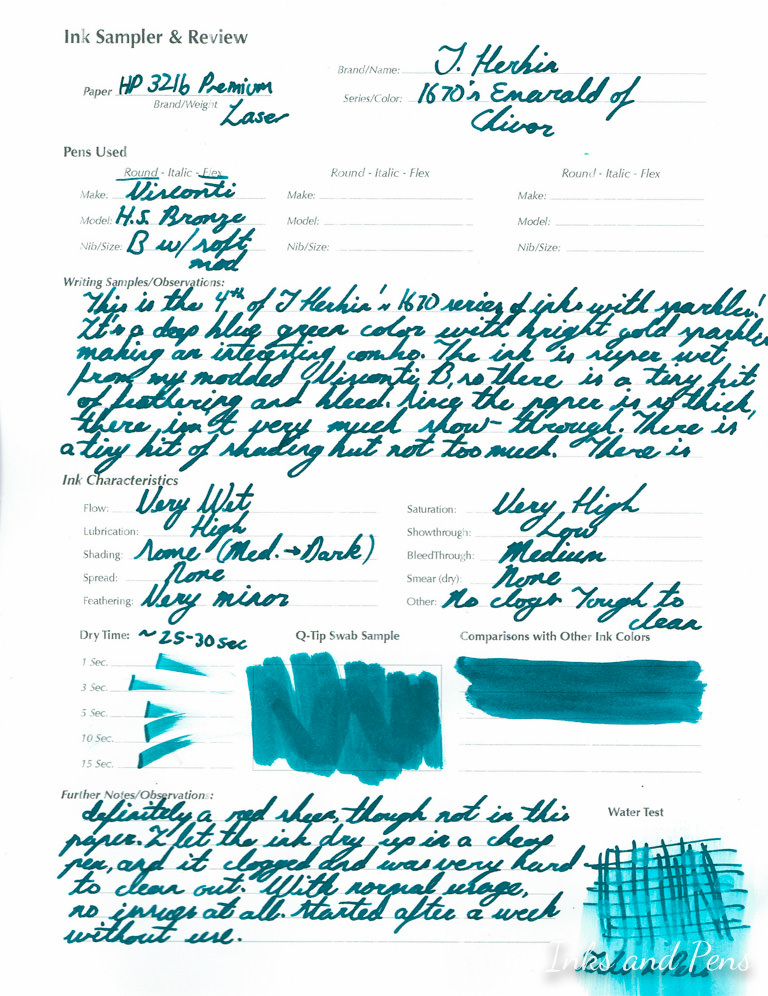 Ink Sampler & Review
Paper HP 32lb Premium
Brand/Weight Laser
Brand/Name: J. Herbin
Series/Color: 1670's Emerald of
Chivor
Pens Used
Round - Italic - Flex
Make: Visconti
Model: H.S. Bronze
Nib/Size: B w/ soft
mod
Round - Italic - Flex
Make:
Model:
Nib/Size:
Round - Italic - Flex
Make:
Model:
Nib/Size:
Writing Samples/Observations:
This is the 4th of J Herbin's 1670 series of inks with sparkles!
It's a deep blue green color with bright gold sparkles
making an interesting combo. The ink is super wet
from my modded Visconti B, so there is a tiny bit
of feathering and bleed. Since the paper is so thick,
there isn't very much show-through. There is
a tiny bit of shading but not too much. There is
Ink Characteristics
Flow: Very Wet
Lubrication: High
Shading: Some (Med.→Dark)
Spread: None
Feathering: Very minor
Saturation: Very High
Showthrough: Low
BleedThrough: Medium
Smear (dry): None
Other: No clogs Tough to
clean
Dry Time: ~25-30sec
1 Sec.
3 Sec.
5 Sec.
10 Sec.
15 Sec.
Q-Tip Swab Sample
Comparisons with Other Ink Colors
Further Notes/Observations:
definitely a red sheen, though not in this
paper. I let the ink dry up in a cheap
pen, and it clogged and was very hard
to clean out. With normal usage,
no issues at all. Started after a week
without use.
Water Test
Inks and Pens